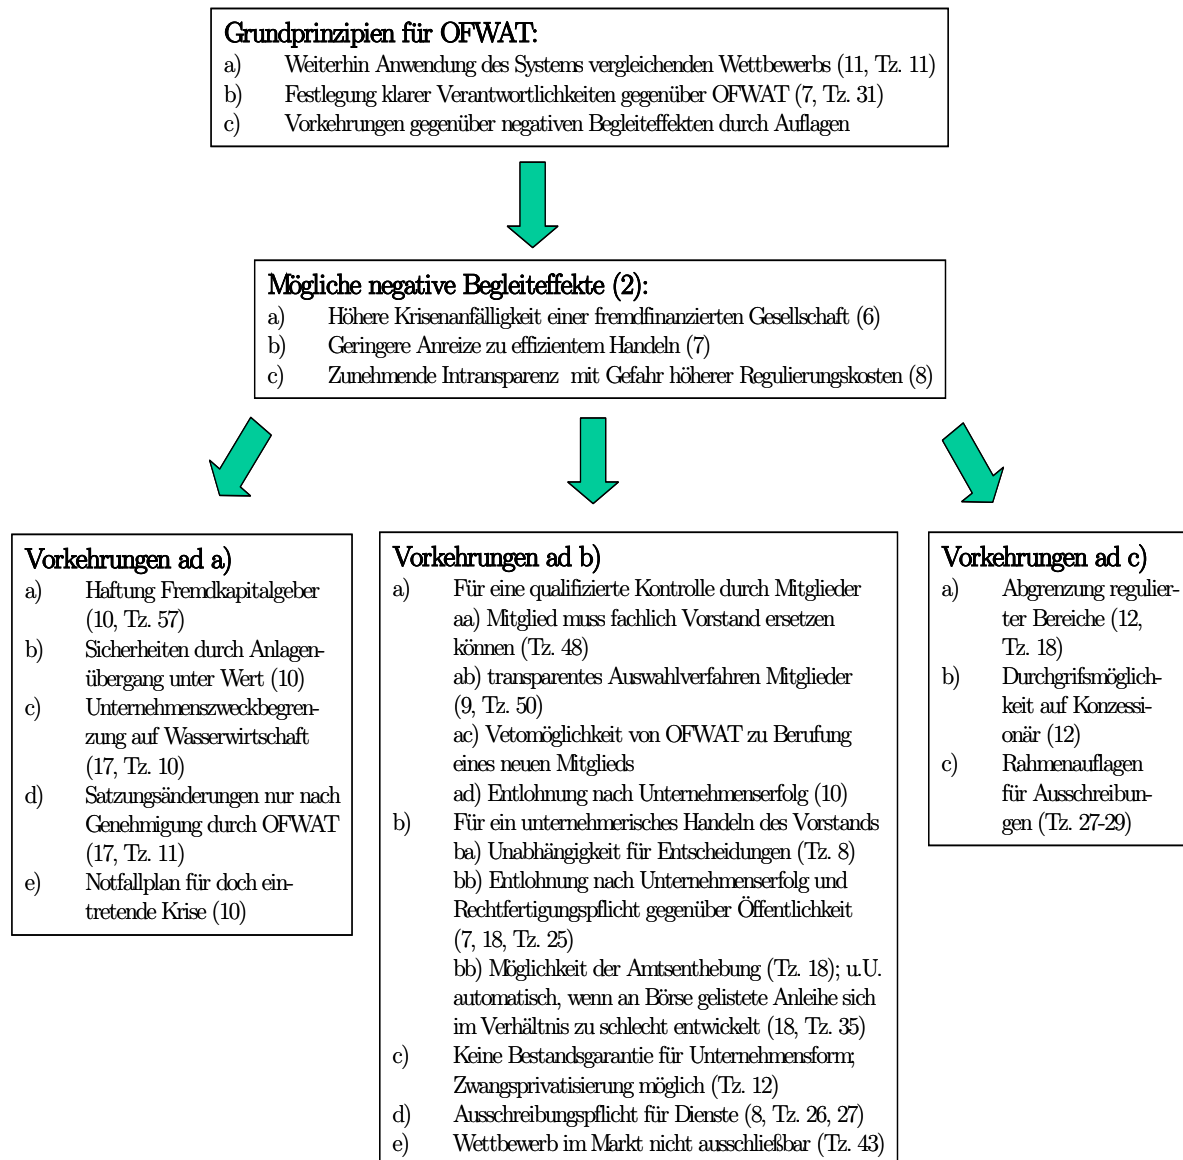 Grundprinzipien für OFWAT:
a) Weiterhin Anwendung des Systems vergleichenden Wettbewerbs (11, Tz. 11)
b) Festlegung klarer Verantwortlichkeiten gegenüber OFWAT (7, Tz. 31)
c) Vorkehrungen gegenüber negativen Begleiteffekten durch Auflagen
Mögliche negative Begleiteffekte (2):
a) Höhere Krisenanfälligkeit einer fremdfinanzierten Gesellschaft (6)
b) Geringere Anreize zu effizientem Handeln (7)
c) Zunehmende Intransparenz mit Gefahr höherer Regulierungskosten (8)
Vorkehrungen ad a)
a) Haftung Fremdkapitalgeber
(10, Tz. 57)
b) Sicherheiten durch Anlagen-
übergang unter Wert (10)
c) Unternehmenszweckbegren-
zung auf Wasserwirtschaft
(17, Tz. 10)
d) Satzungsänderungen nur nach
Genehmigung durch OFWAT
(17, Tz. 11)
e) Notfallplan für doch ein-
tretende Krise (10)
Vorkehrungen ad b)
a) Für eine qualifizierte Kontrolle durch Mitglieder
aa) Mitglied muss fachlich Vorstand ersetzen
können (Tz. 48)
ab) transparentes Auswahlverfahren Mitglieder
(9, Tz. 50)
ac) Vetomöglichkeit von OFWAT zu Berufung
eines neuen Mitglieds
ad) Entlohnung nach Unternehmenserfolg (10)
b) Für ein unternehmerisches Handeln des Vorstands
ba) Unabhängigkeit für Entscheidungen (Tz. 8)
bb) Entlohnung nach Unternehmenserfolg und
Rechtfertigungspflicht gegenüber Öffentlichkeit
(7, 18, Tz. 25)
bb) Möglichkeit der Amtsenthebung (Tz. 18); u.U.
automatisch, wenn an Börse gelistete Anleihe sich
im Verhältnis zu schlecht entwickelt (18, Tz. 35)
c) Keine Bestandsgarantie für Unternehmensform;
Zwangsprivatisierung möglich (Tz. 12)
d) Ausschreibungspflicht für Dienste (8, Tz. 26, 27)
e) Wettbewerb im Markt nicht ausschließbar (Tz. 43)
Vorkehrungen ad c)
a) Abgrenzung regulier-
ter Bereiche (12,
Tz. 18)
b) Durchgrifsmöglich-
keit auf Konzessi-
onär (12)
c) Rahmenauflagen
für Ausschreibun-
gen (Tz. 27-29)